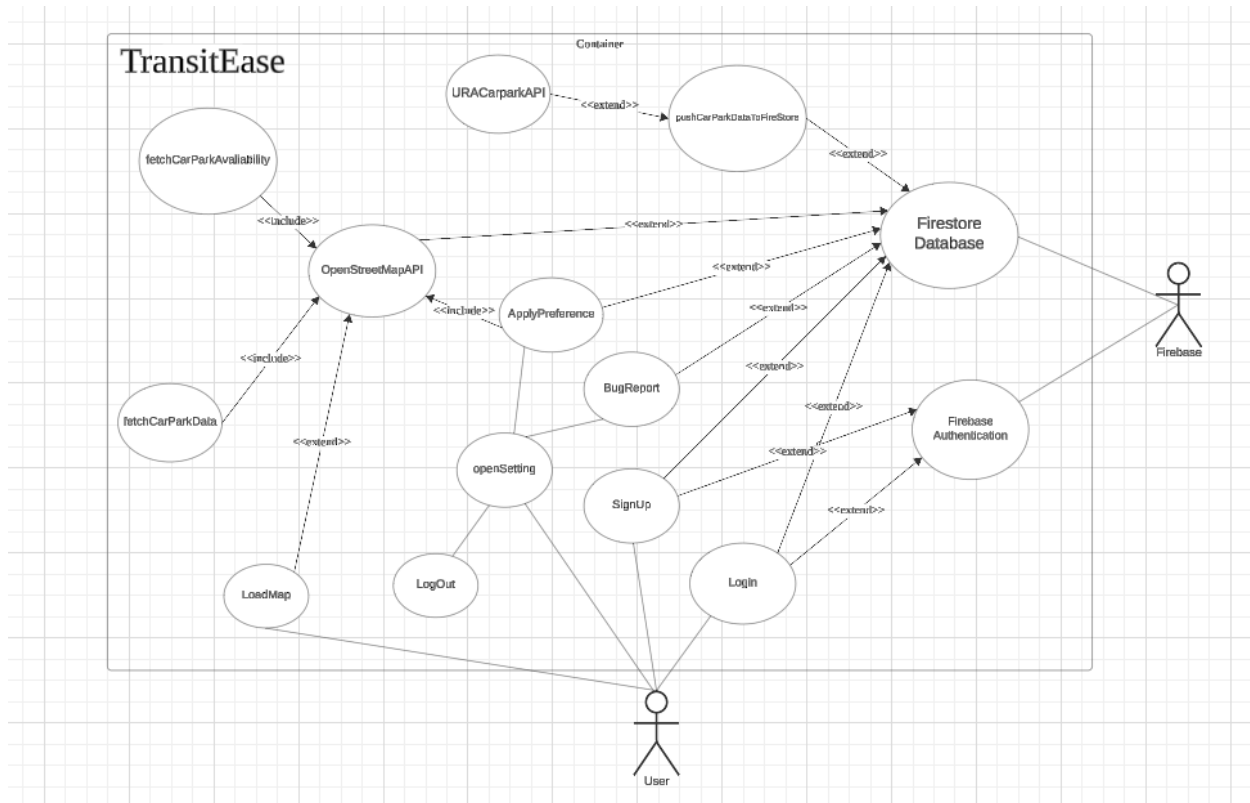 Container
TransitEase
URACarparkAPI
<<extend>>
pushCarParkDataToFireStore
fetchCarParkAvaliability
<<extend>>
<<include>>
<<extend>>
Firestore
Database
OpenStreetMapAPI
<<extend>>
<<include>>
ApplyPreference
<<extend>>
Firebase
<<include>>
<<extend>>
BugReport
<<extend>>
fetchCarParkData
Firebase
Authentication
<<extend>>
<<extend>>
openSetting
SignUp
<<extend>>
LogOut
LogIn
LoadMap
User